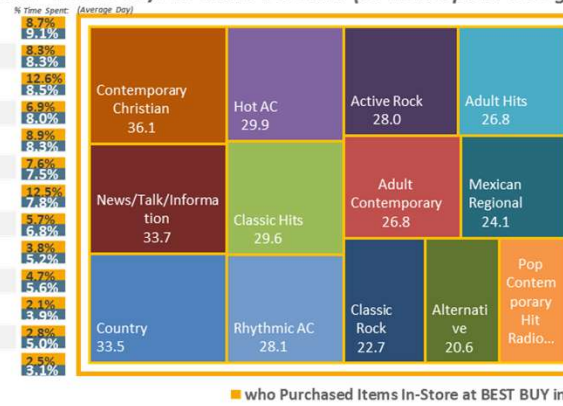 % Time Spent: (Average Day)
8.7%
9.1%
8.3%
8.3%
12.6%
8.5%
6.9%
8.0%
8.9%
8.3%
7.6%
7.5%
12.5%
7.8%
5.7%
6.8%
3.8%
5.2%
4.7%
5.6%
2.1%
3.9%
2.8%
5.0%
2.5%
3.1%
Contemporary
Christian
36.1
Hot AC
29.9
Active Rock
28.0
Adult Hits
26.8
News/Talk/Informa
tion
33.7
Classic Hits
29.6
Adult
Contemporary
26.8
Mexican
Regional
24.1
Country
33.5
Rhythmic AC
28.1
Classic
Rock
22.7
Alternati
ve
20.6
Pop
Contem
porary
Hit
Radio...
who Purchased Items In-Store at BEST BUY in